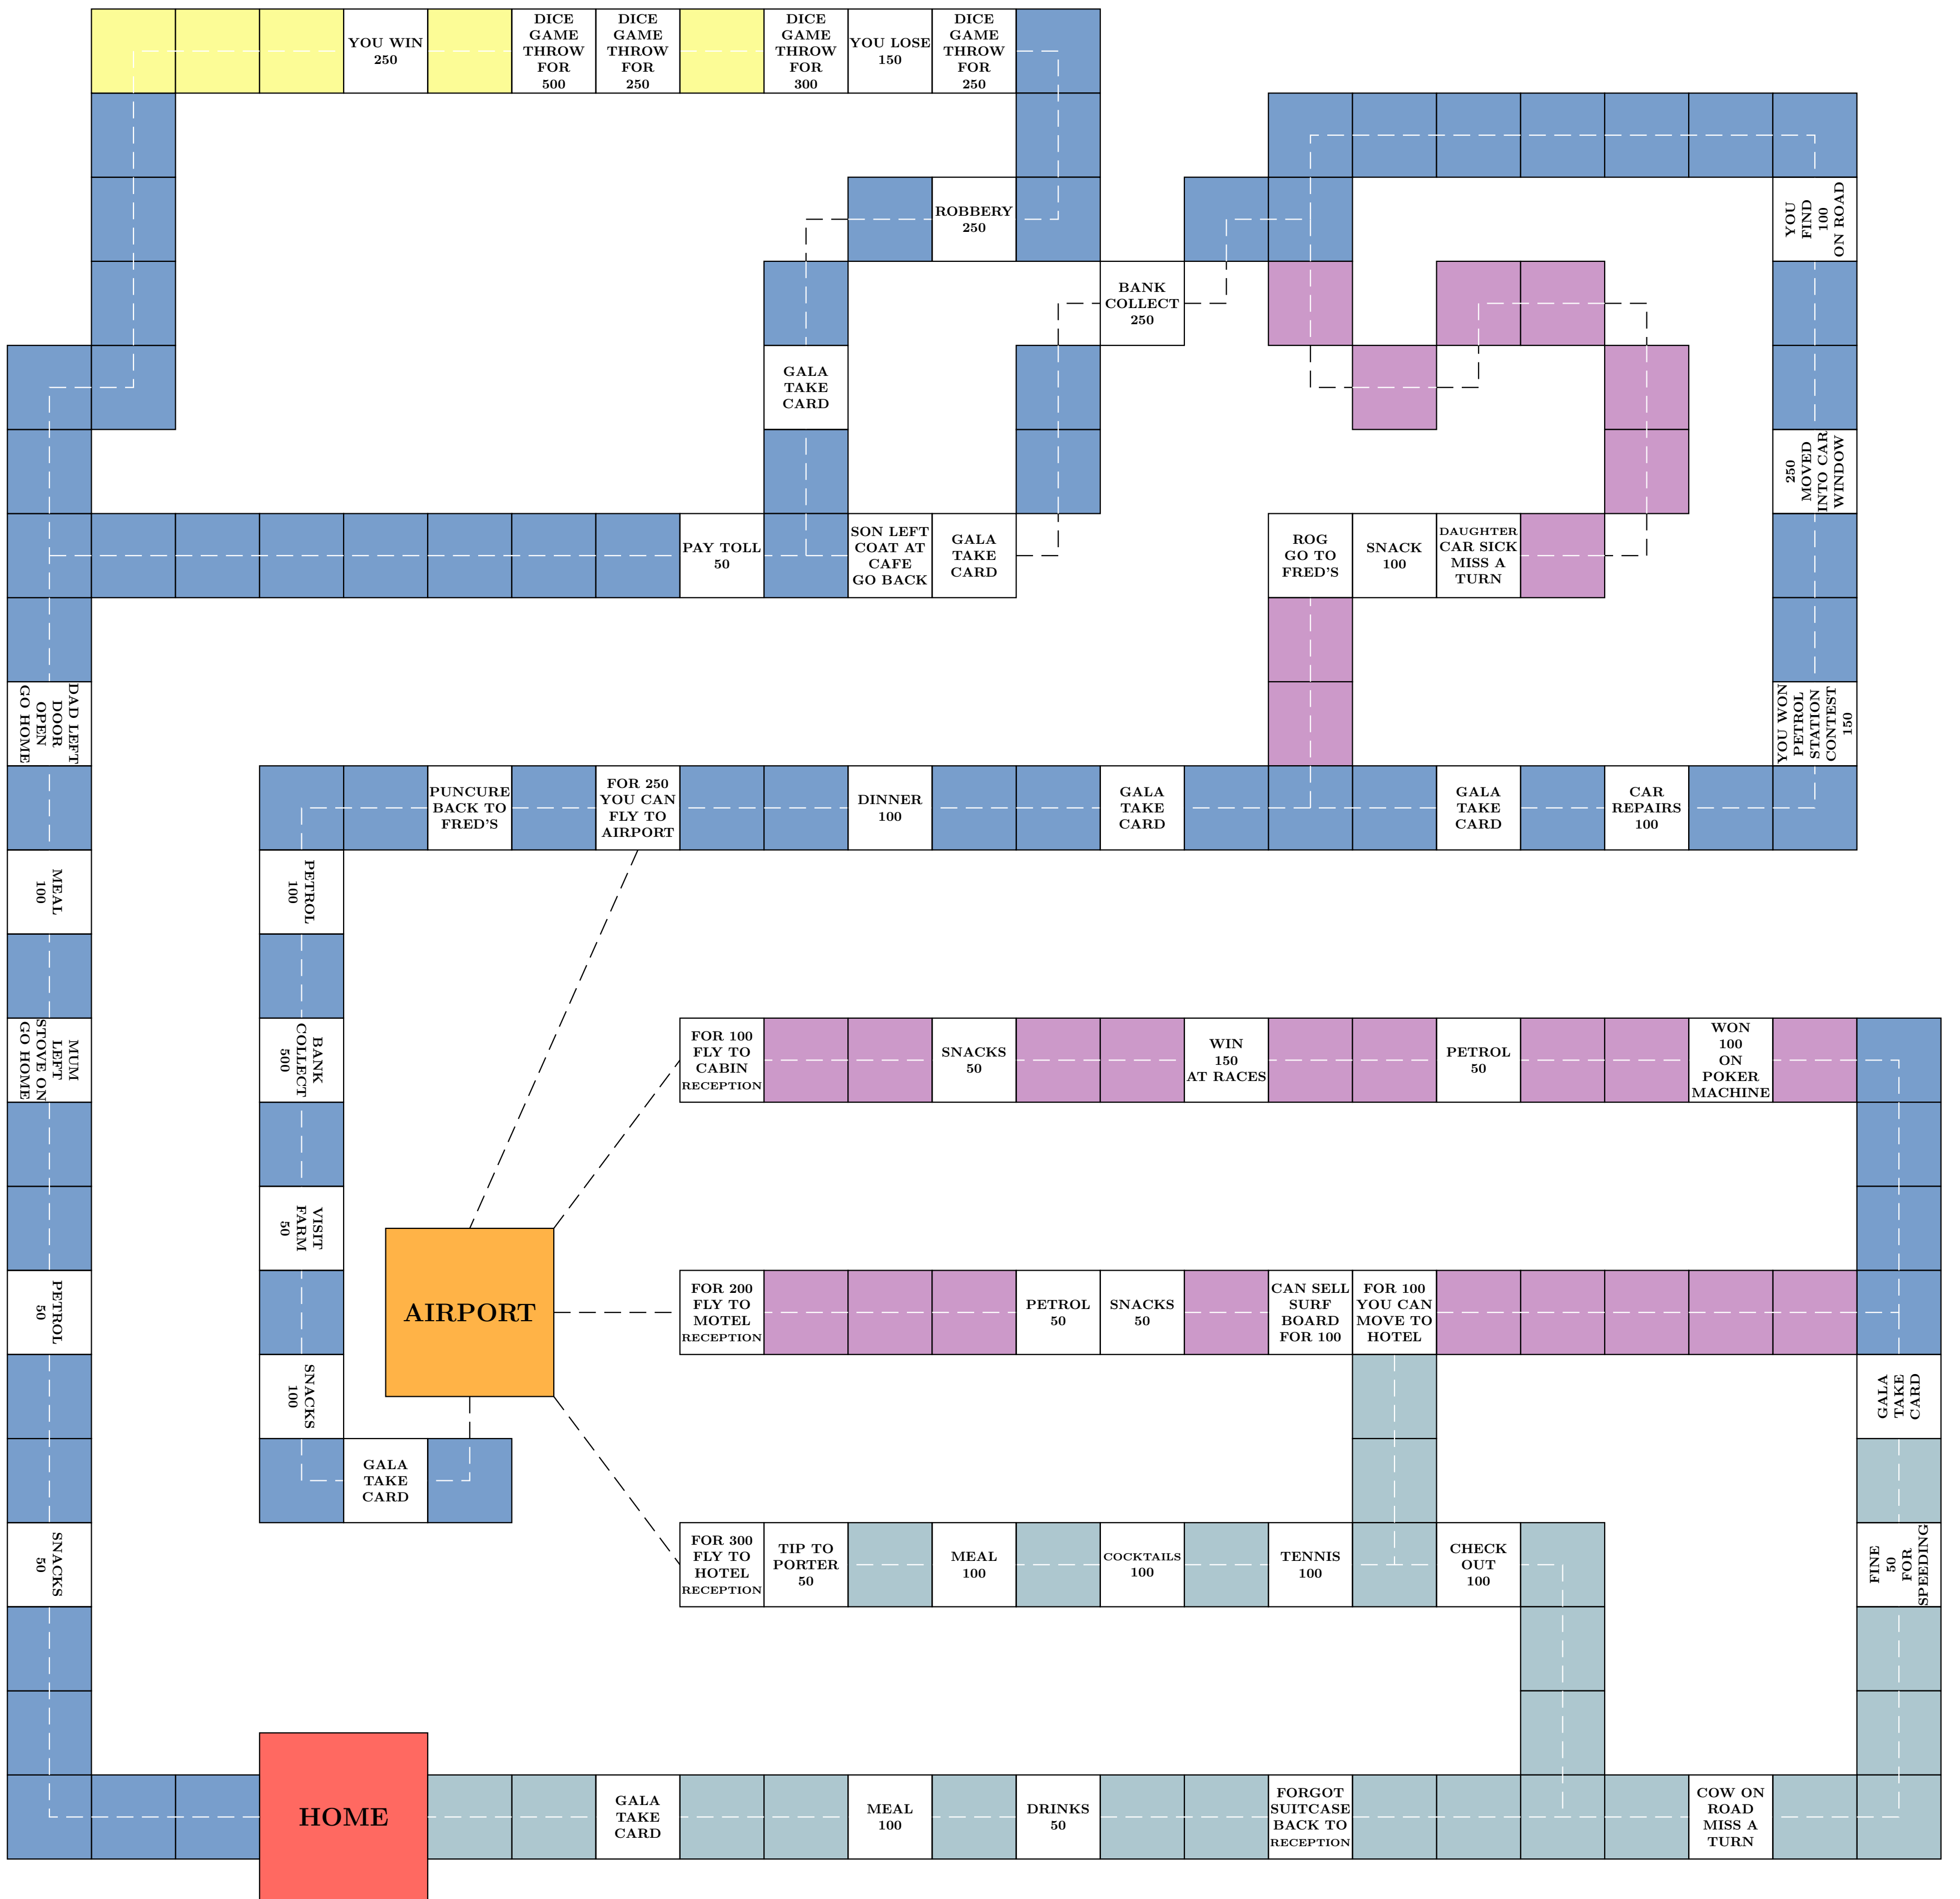 YOU WIN
250
DICE
GAME
THROW
FOR
500
DICE
GAME
THROW
FOR
250
DICE
GAME
THROW
FOR
300
YOU LOSE
150
DICE
GAME
THROW
FOR
250
ROBBERY
250
YOU
FIND
100
ON ROAD
BANK
COLLECT
250
GALA
TAKE
CARD
250
MOVED
INTO CAR
WINDOW
PAY TOLL
50
SON LEFT
COAT AT
CAFE
GO BACK
GALA
TAKE
CARD
ROG
GO TO
FRED'S
SNACK
100
DAUGHTER
CAR SICK
MISS A
TURN
DAD LEFT
DOOR
OPEN
GO HOME
YOU WON
PETROL
STATION
CONTEST
150
PUNCURE
BACK TO
FRED'S
FOR 250
YOU CAN
FLY TO
AIRPORT
DINNER
100
GALA
TAKE
CARD
GALA
TAKE
CARD
CAR
REPAIRS
100
MEAL
100
PETROL
100
MUM
LEFT
STOVE ON
GO HOME
BANK
COLLECT
500
FOR 100
FLY TO
CABIN
RECEPTION
SNACKS
50
WIN
150
AT RACES
PETROL
50
WON
100
ON
POKER
MACHINE
VISIT
FARM
50
PETROL
50
AIRPORT
FOR 200
FLY TO
MOTEL
RECEPTION
PETROL
50
SNACKS
50
CAN SELL
SURF
BOARD
FOR 100
FOR 100
YOU CAN
MOVE TO
HOTEL
SNACKS
100
GALA
TAKE
CARD
GALA
TAKE
CARD
SNACKS
50
FOR 300
FLY TO
HOTEL
RECEPTION
TIP TO
PORTER
50
MEAL
100
COCKTAILS
100
TENNIS
100
CHECK
OUT
100
FINE
50
FOR
SPEEDING
HOME
GALA
TAKE
CARD
MEAL
100
DRINKS
50
FORGOT
SUITCASE
BACK TO
RECEPTION
COW ON
ROAD
MISS A
TURN